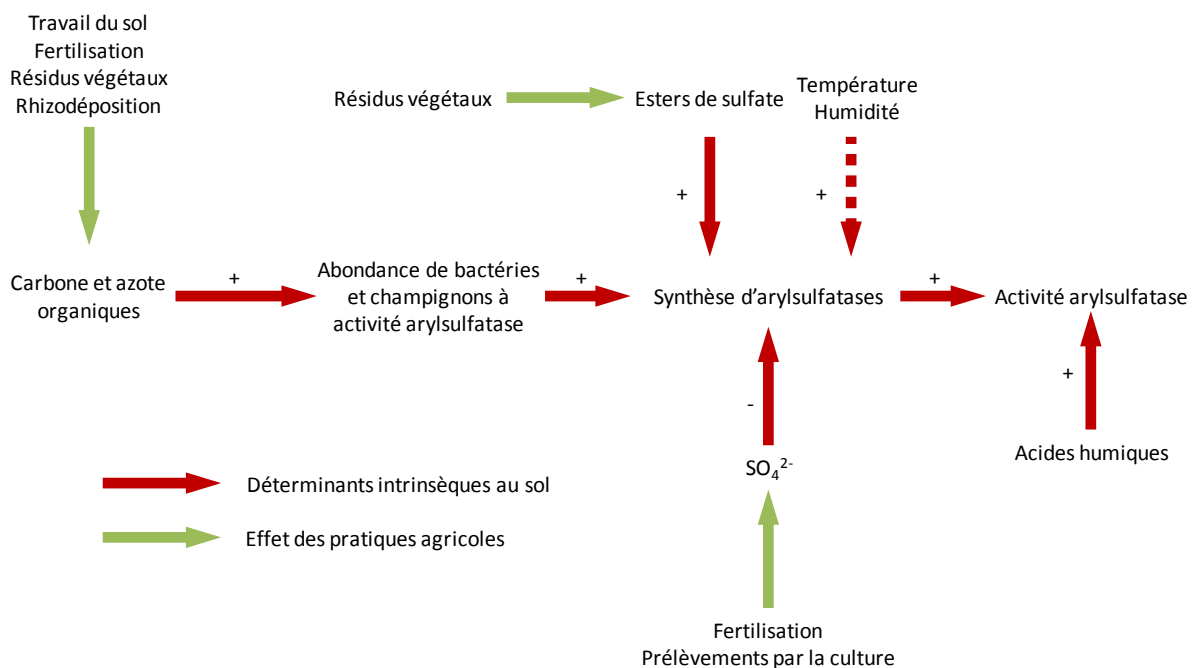 Travail du sol
Fertilisation
Résidus végétaux
Rhizodéposition
Résidus végétaux
Esters de sulfate
Température
Humidité
+
+
Carbone et azote
organiques
+
Abondance de bactéries
et champignons à
activité arylsulfatase
+
Synthèse d'arylsulfatases
+
Activité arylsulfatase
-
+
SO₄²⁻
Acides humiques
Déterminants intrinsèques au sol
Effet des pratiques agricoles
Fertilisation
Prélèvements par la culture